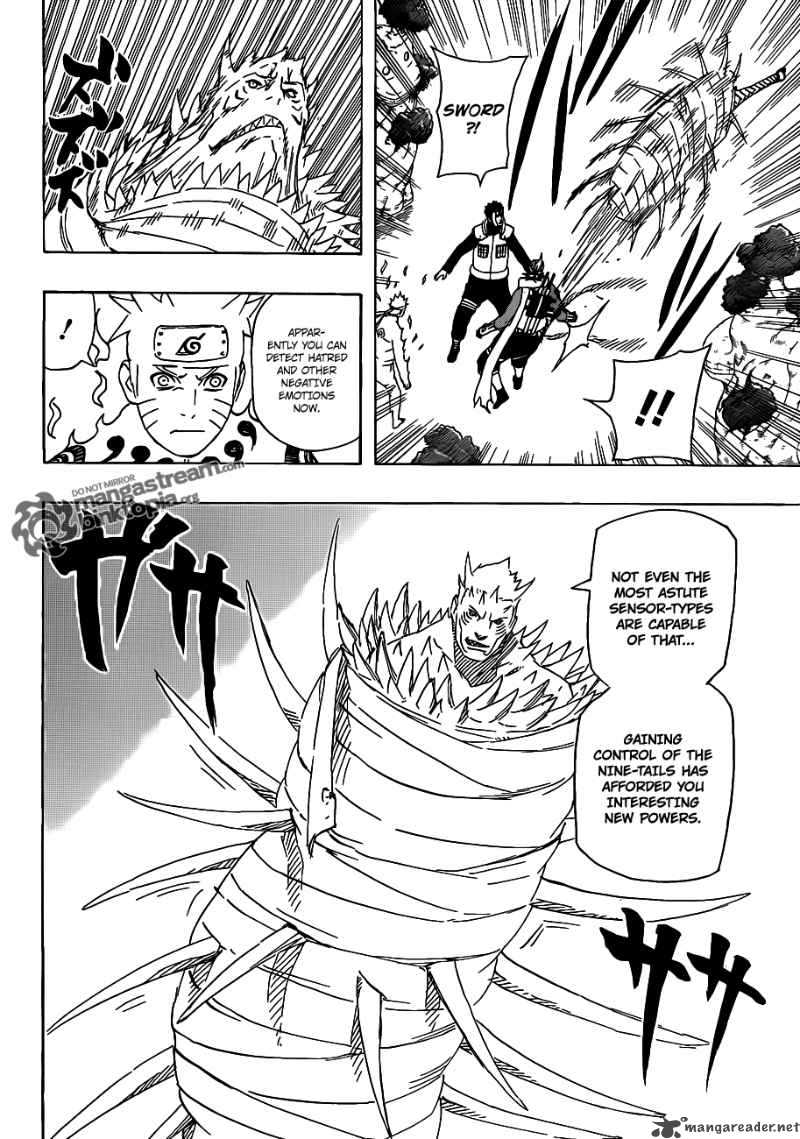 SWORD
?!
!!
ズズズ
!
APPAR-
ENTLY YOU CAN
DETECT HATRED
AND OTHER
NEGATIVE
EMOTIONS
NOW.
DO NOT MIRROR
mangastream.com
binktopia.org
ザザ
NOT EVEN THE
MOST ASTUTE
SENSOR-TYPES
ARE CAPABLE
OF THAT...
GAINING
CONTROL OF THE
NINE-TAILS HAS
AFFORDED YOU
INTERESTING
NEW POWERS.
ザザ
mangareader.net